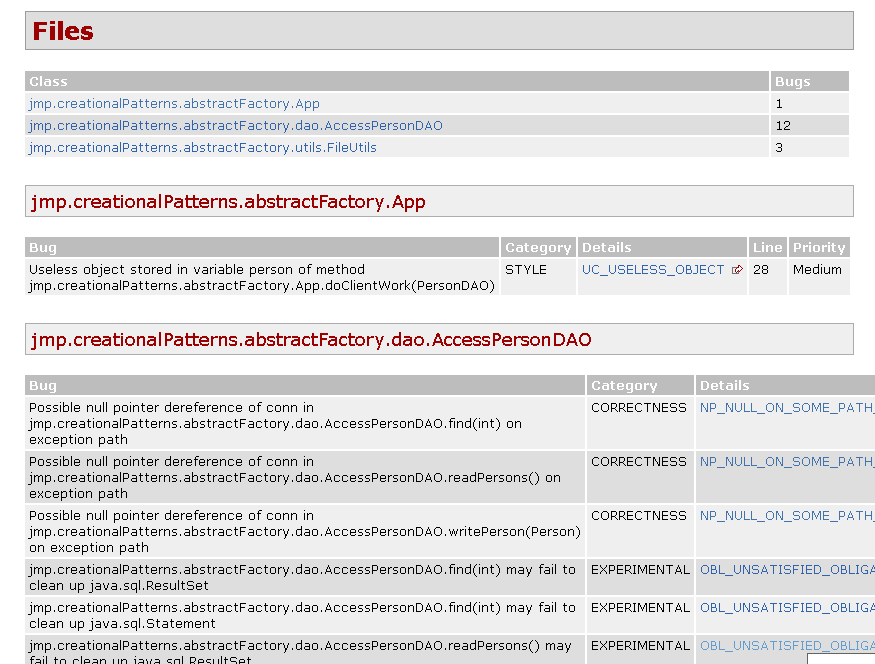 Files
Class Bugs
jmp.creationalPatterns.abstractFactory.App 1
jmp.creationalPatterns.abstractFactory.dao.AccessPersonDAO 12
jmp.creationalPatterns.abstractFactory.utils.FileUtils 3
jmp.creationalPatterns.abstractFactory.App
Bug Category Details Line Priority
Useless object stored in variable person of method STYLE UC_USELESS_OBJECT 28 Medium
jmp.creationalPatterns.abstractFactory.App.doClientWork(PersonDAO)
jmp.creationalPatterns.abstractFactory.dao.AccessPersonDAO
Bug Category Details
Possible null pointer dereference of conn in CORRECTNESS NP_NULL_ON_SOME_PATH_
jmp.creationalPatterns.abstractFactory.dao.AccessPersonDAO.find(int) on
exception path
Possible null pointer dereference of conn in CORRECTNESS NP_NULL_ON_SOME_PATH_
jmp.creationalPatterns.abstractFactory.dao.AccessPersonDAO.readPersons() on
exception path
Possible null pointer dereference of conn in CORRECTNESS NP_NULL_ON_SOME_PATH_
jmp.creationalPatterns.abstractFactory.dao.AccessPersonDAO.writePerson(Person)
on exception path
jmp.creationalPatterns.abstractFactory.dao.AccessPersonDAO.find(int) may fail to EXPERIMENTAL OBL_UNSATISFIED_OBLIGA
clean up java.sql.ResultSet
jmp.creationalPatterns.abstractFactory.dao.AccessPersonDAO.find(int) may fail to EXPERIMENTAL OBL_UNSATISFIED_OBLIGA
clean up java.sql.Statement
jmp.creationalPatterns.abstractFactory.dao.AccessPersonDAO.readPersons() may EXPERIMENTAL OBL_UNSATISFIED_OBLIGA
fail to clean up java.sql.ResultSet